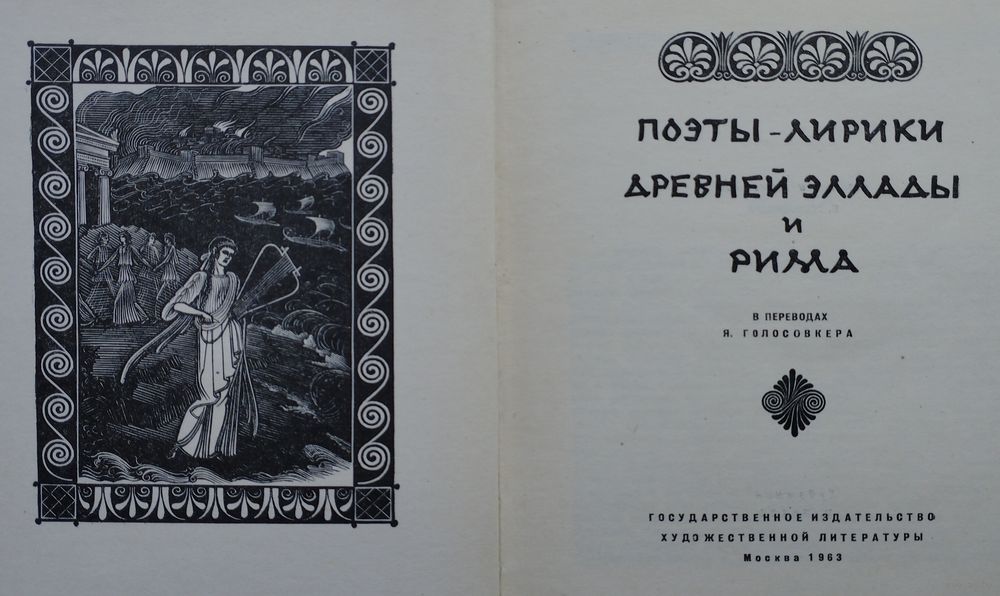 ПОЭТЫ-ЛИРИКИ
ДРЕВНЕЙ ЭЛЛАДЫ
И
РИМА
В ПЕРЕВОДАХ
Я. ГОЛОСОВКЕРА
ГОСУДАРСТВЕННОЕ ИЗДАТЕЛЬСТВО
ХУДОЖЕСТВЕННОЙ ЛИТЕРАТУРЫ
Москва 1963